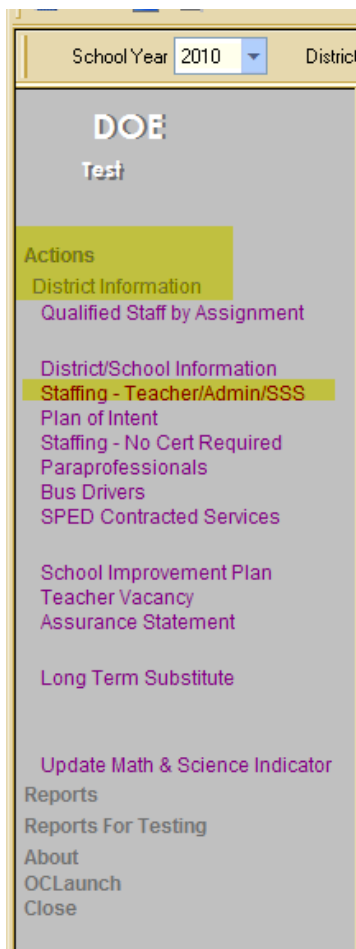 School Year 2010 District
DOE
Test
Actions
District Information
Qualified Staff by Assignment
District/School Information
Staffing - Teacher/Admin/SSS
Plan of Intent
Staffing - No Cert Required
Paraprofessionals
Bus Drivers
SPED Contracted Services
School Improvement Plan
Teacher Vacancy
Assurance Statement
Long Term Substitute
Update Math & Science Indicator
Reports
Reports For Testing
About
OCLaunch
Close